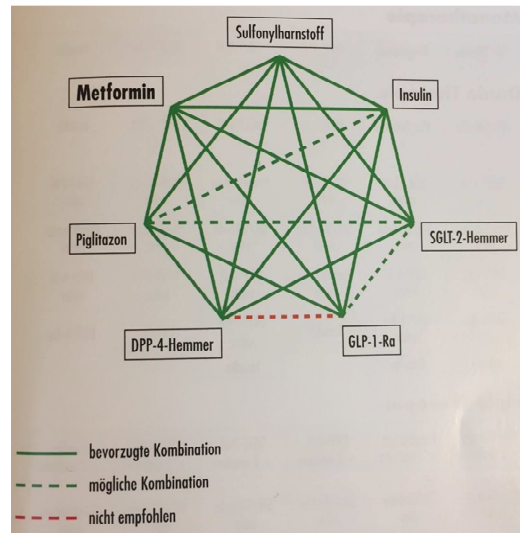 Sulfonylharnstoff
Metformin
Insulin
Piglitazon
SGLT-2-Hemmer
DPP-4-Hemmer
GLP-1-Ra
bevorzugte Kombination
mögliche Kombination
nicht empfohlen